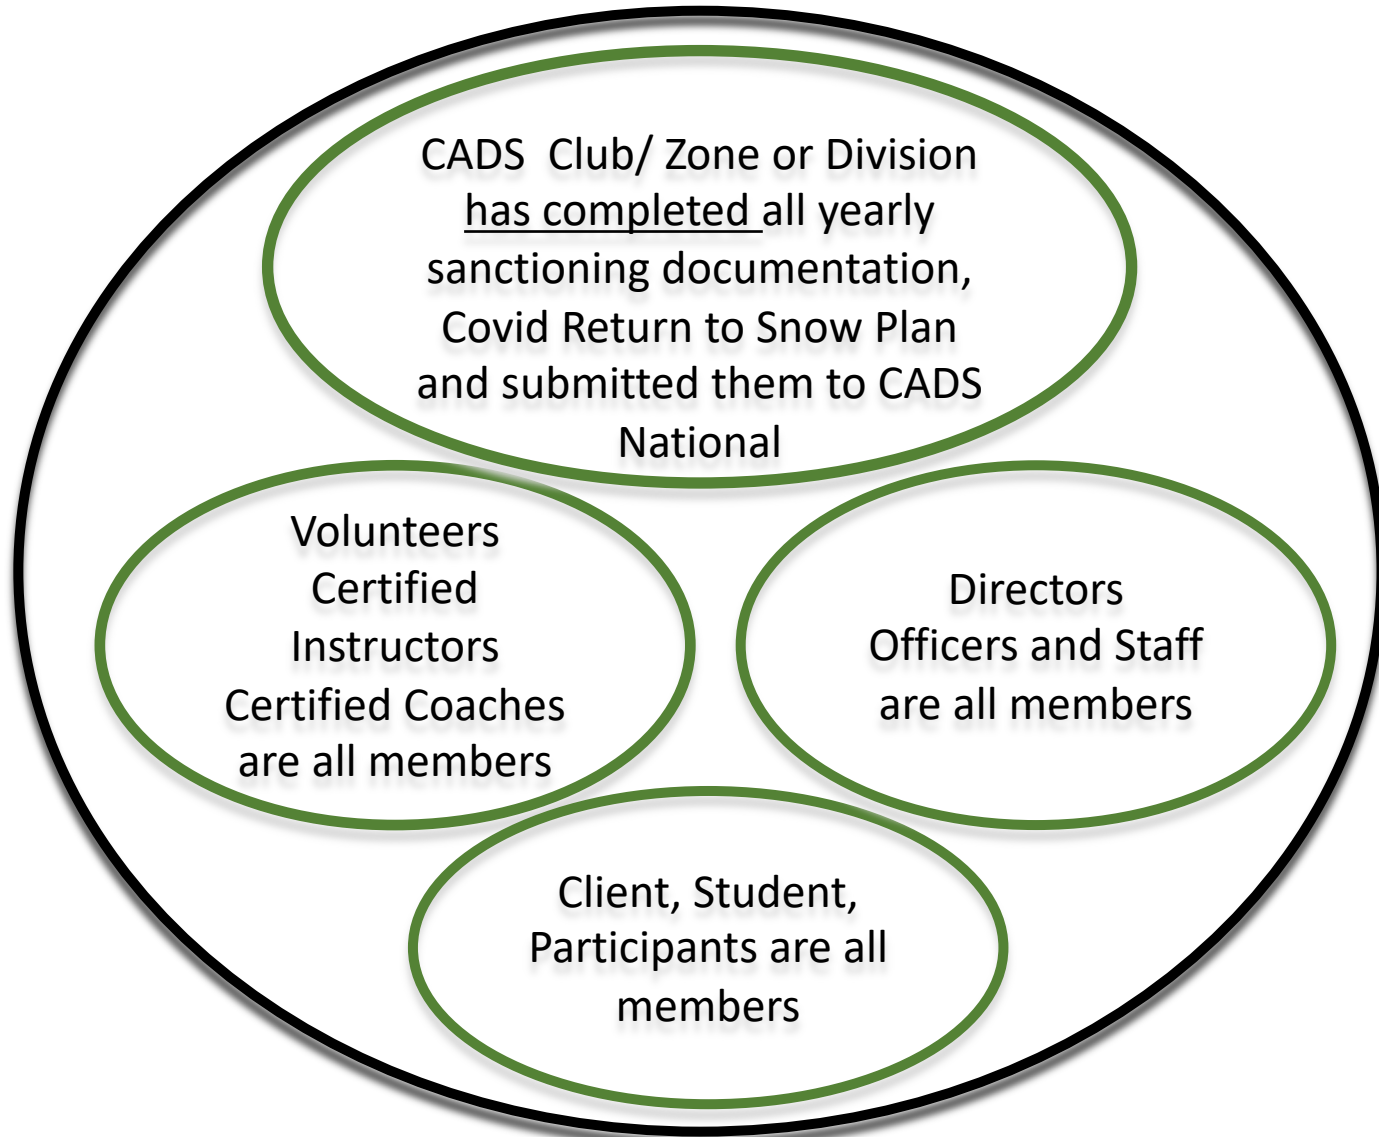 CADS  Club/ Zone or Division
has completed all yearly
sanctioning documentation,
Covid Return to Snow Plan
and submitted them to CADS
National
Volunteers
Certified
Instructors
Certified Coaches
are all members
Directors
Officers and Staff
are all members
Client, Student,
Participants are all
members